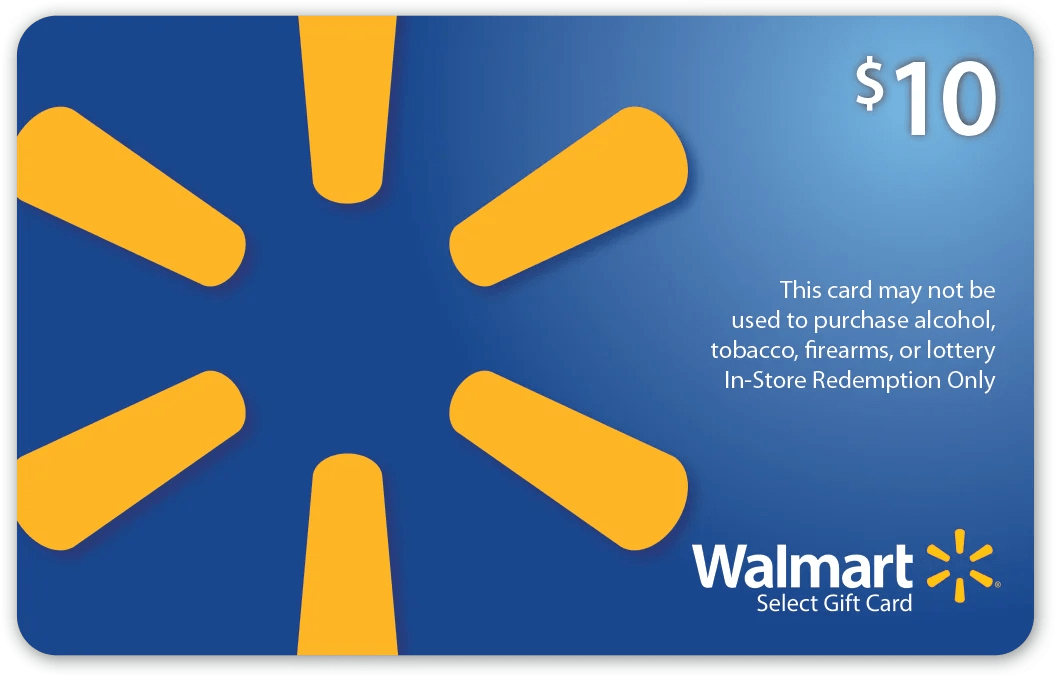 $10
This card may not be
used to purchase alcohol,
tobacco, firearms, or lottery
In-Store Redemption Only
Walmart
Select Gift Card
®